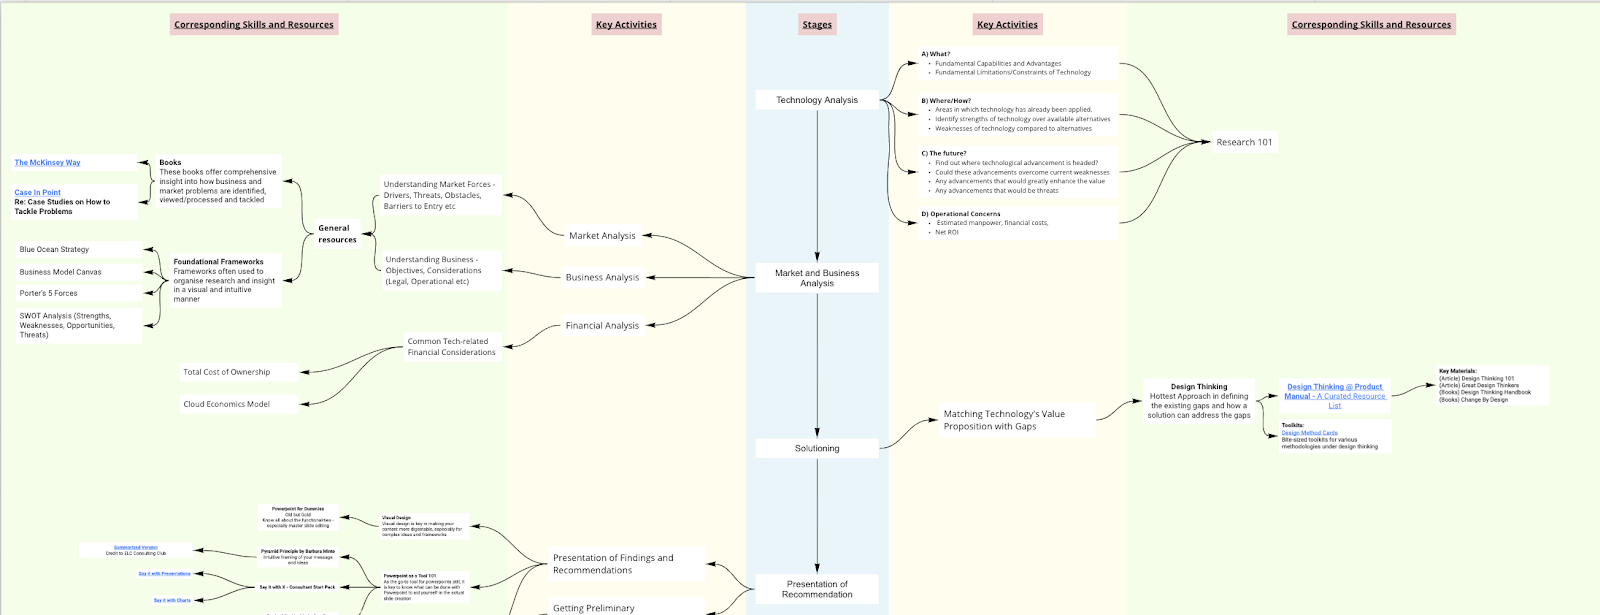 Corresponding Skills and Resources
Key Activities
Stages
Key Activities
Corresponding Skills and Resources
Technology Analysis
A) What?
Fundamental Capabilities and Advantages
Fundamental Limitations/Constraints of Technology
B) Where/How?
Areas in which technology has already been applied.
Identify strengths of technology over available alternatives
Weaknesses of technology compared to alternatives
C) The future?
Find out where technological advancement is headed?
Could these advancements overcome current weaknesses
Any advancements that would greatly enhance the value
Any advancements that would be threats
D) Operational Concerns
Estimated manpower, financial costs,
Net ROI
Research 101
Market and Business
Analysis
Market Analysis
Business Analysis
Financial Analysis
Understanding Market Forces -
Drivers, Threats, Obstacles,
Barriers to Entry etc
Understanding Business -
Objectives, Considerations
(Legal, Operational etc)
Common Tech-related
Financial Considerations
General
resources
Books
These books offer comprehensive
insight into how business and
market problems are identified,
viewed/processed and tackled
The McKinsey Way
Case In Point
Re: Case Studies on How to
Tackle Problems
Foundational Frameworks
Frameworks often used to
organise research and insight
in a visual and intuitive
manner
Blue Ocean Strategy
Business Model Canvas
Porter's 5 Forces
SWOT Analysis (Strengths,
Weaknesses, Opportunities,
Threats)
Total Cost of Ownership
Cloud Economics Model
Solutioning
Matching Technology's Value
Proposition with Gaps
Design Thinking
Hottest Approach in defining
the existing gaps and how a
solution can address the gaps
Design Thinking @ Product
Manual - A Curated Resource
List
Key Materials:
(Article) Design Thinking 101
(Article) Great Design Thinkers
(Books) Design Thinking Handbook
(Books) Change By Design
Toolkits:
Design Method Cards
Bite-sized toolkits for various
methodologies under design thinking
Presentation of
Recommendation
Presentation of Findings and
Recommendations
Getting Preliminary
Visual Design
Visual design is key in making your
content more digestable, especially for
complex ideas and frameworks
Powerpoint for Dummies
Old but Gold
Know all about the functionalities -
especially master slide editing
Powerpoint as a Tool 101
As the go-to tool for powerpoints skill, it
is key to know what can be done with
Powerpoint to aid yourself in the actual
slide creation
Pyramid Principle by Barbara Minto
Intuitive framing of your message
and ideas
Summarized Version
Credit to ELC Consulting Club
Say it with X - Consultant Start Pack
Say it with Presentations
Say it with Charts